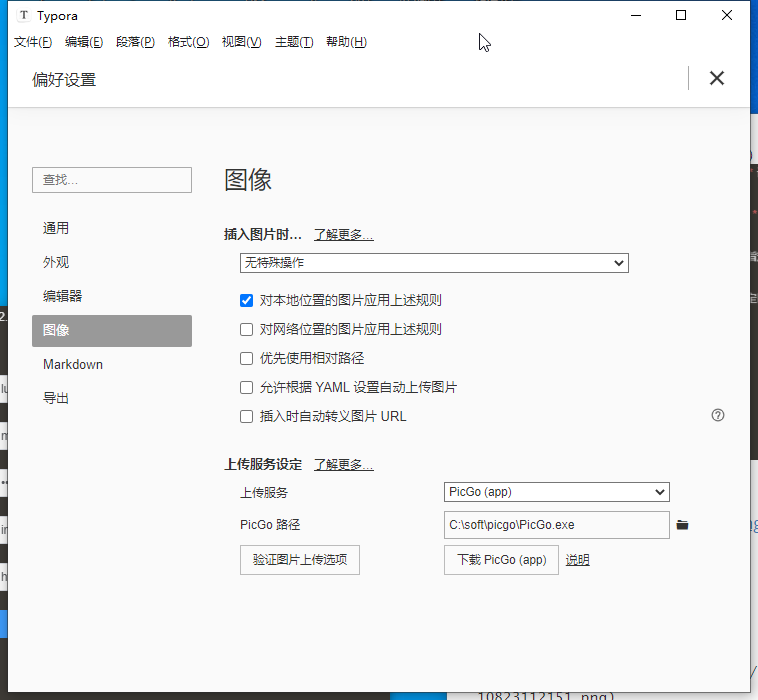 Typora
文件(F) 编辑(E) 段落(P) 格式(O) 视图(V) 主题(T) 帮助(H)
偏好设置
查找...
通用
外观
编辑器
图像
Markdown
导出
图像
插入图片时... 了解更多...
无特殊操作
对本地位置的图片应用上述规则
对网络位置的图片应用上述规则
优先使用相对路径
允许根据 YAML 设置自动上传图片
插入时自动转义图片 URL
上传服务设定 了解更多...
上传服务 PicGo (app)
PicGo 路径 C:\soft\picgo\PicGo.exe
验证图片上传选项 下载 PicGo (app) 说明
10823112151.png)